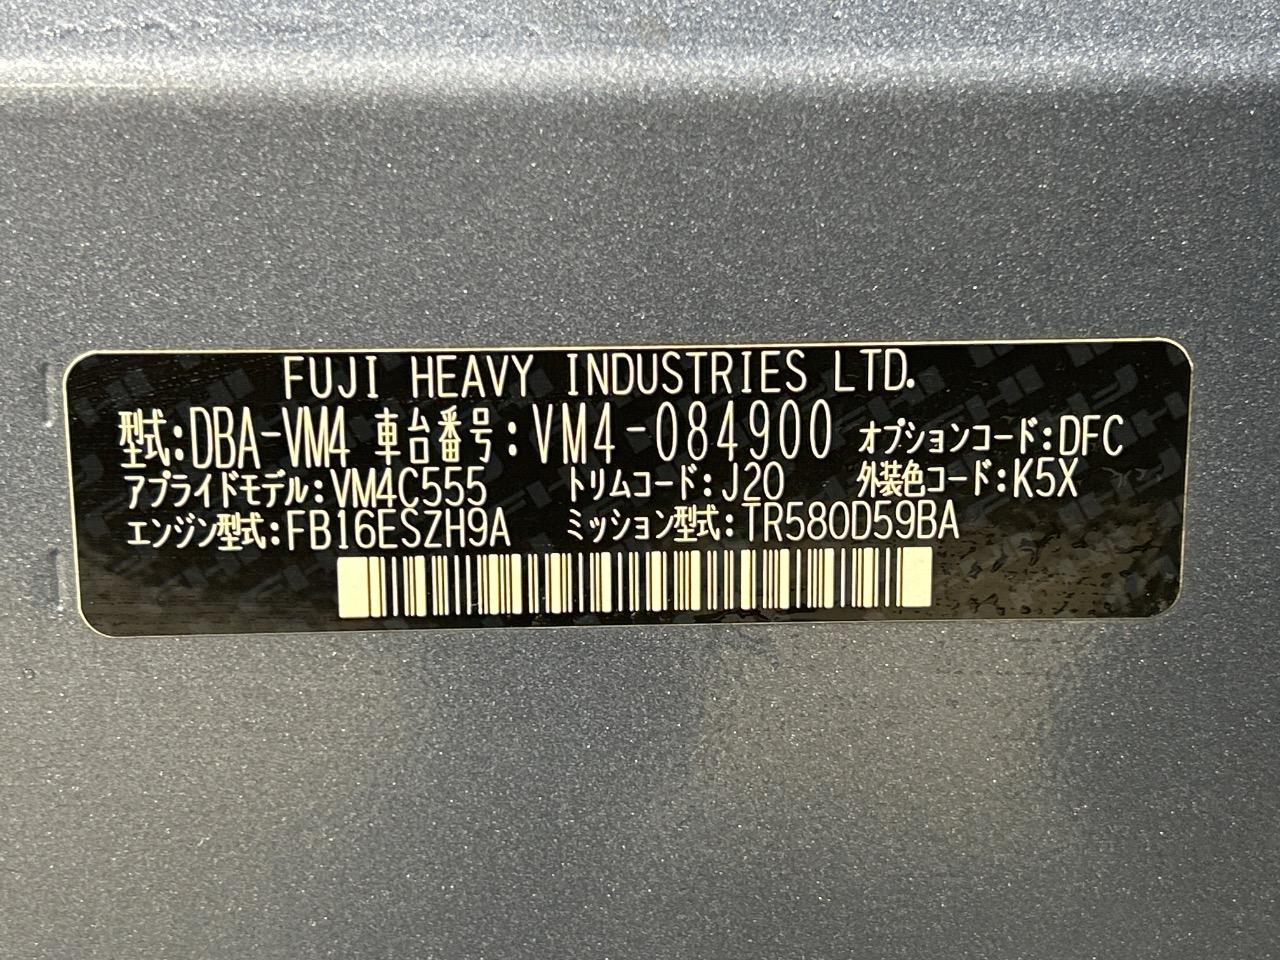 FUJI HEAVY INDUSTRIES LTD.
型式:DBA-VM4 車台番号:VM4-084900 オプションコード:DFC
アプライドモデル:VM4C555 トリムコード:J20 外装色コード:K5X
エンジン型式:FB16ESZH9A ミッション型式:TR580D59BA